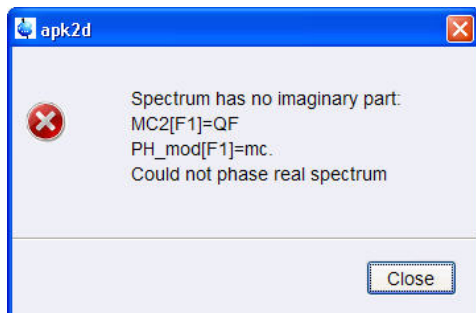 apk2d
Spectrum has no imaginary part:
MC2[F1]=QF
PH_mod[F1]=mc.
Could not phase real spectrum
Close